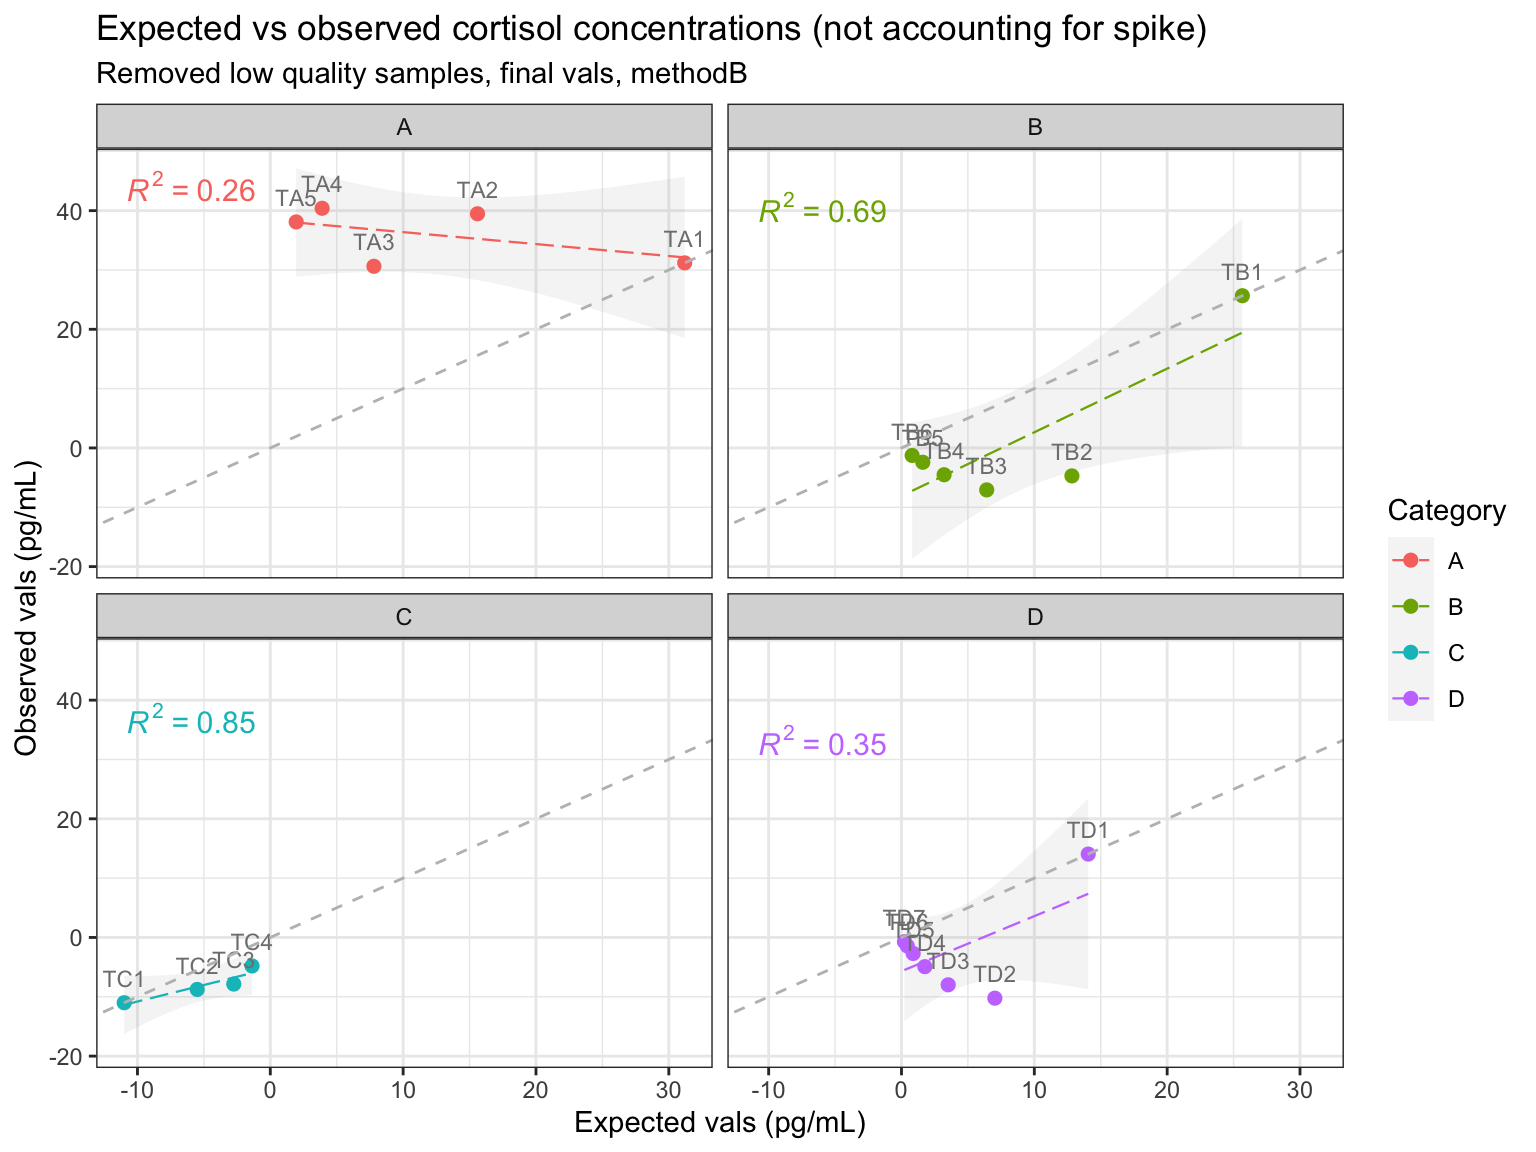 Expected vs observed cortisol concentrations (not accounting for spike)
Removed low quality samples, final vals, methodB
A
B
R² = 0.26
TA5
TA4
TA3
TA2
TA1
R² = 0.69
TB6
TB5
TB4
TB3
TB2
TB1
40
20
0
-20
C
D
R² = 0.85
TC1
TC2
TC3
TC4
R² = 0.35
TD7
TD6
TD5
TD4
TD3
TD2
TD1
40
20
0
-20
-10
0
10
20
30
-10
0
10
20
30
Expected vals (pg/mL)
Observed vals (pg/mL)
Category
A
B
C
D